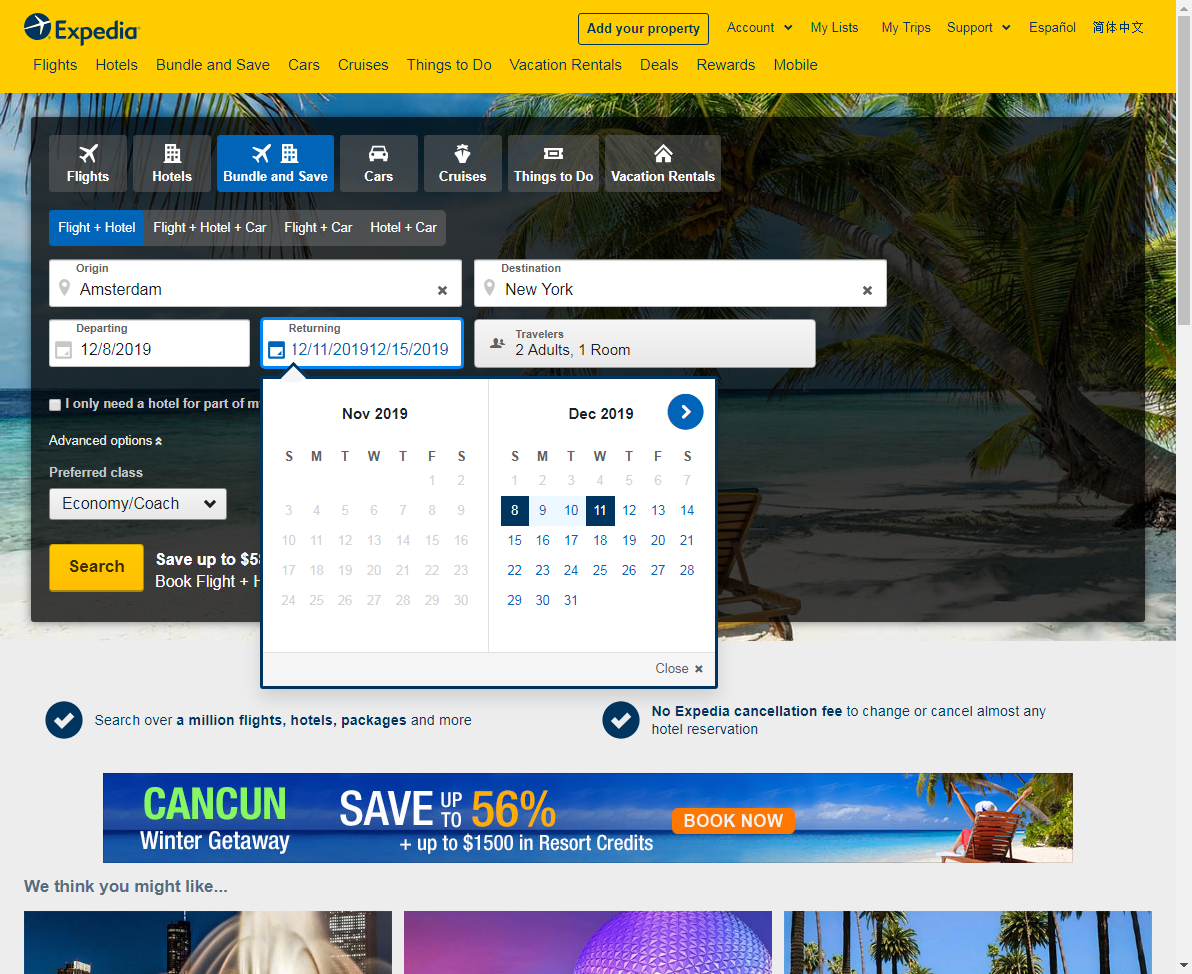 Expedia
Add your property Account My Lists My Trips Support Español 简体中文
Flights Hotels Bundle and Save Cars Cruises Things to Do Vacation Rentals Deals Rewards Mobile
Flights Hotels Bundle and Save Cars Cruises Things to Do Vacation Rentals
Flight + Hotel Flight + Hotel + Car Flight + Car Hotel + Car
Origin
Amsterdam
Destination
New York
Departing
12/8/2019
Returning
12/11/201912/15/2019
Travelers
2 Adults, 1 Room
I only need a hotel for part of m
Advanced options
Preferred class
Economy/Coach
Search
Save up to $5
Book Flight + H
Nov 2019
S M T W T F S
1 2
3 4 5 6 7 8 9
10 11 12 13 14 15 16
17 18 19 20 21 22 23
24 25 26 27 28 29 30
Dec 2019
S M T W T F S
1 2 3 4 5 6 7
8 9 10 11 12 13 14
15 16 17 18 19 20 21
22 23 24 25 26 27 28
29 30 31
Close
Search over a million flights, hotels, packages and more
No Expedia cancellation fee to change or cancel almost any
hotel reservation
CANCUN
Winter Getaway
SAVE UP TO 56%
+ up to $1500 in Resort Credits
BOOK NOW
We think you might like...